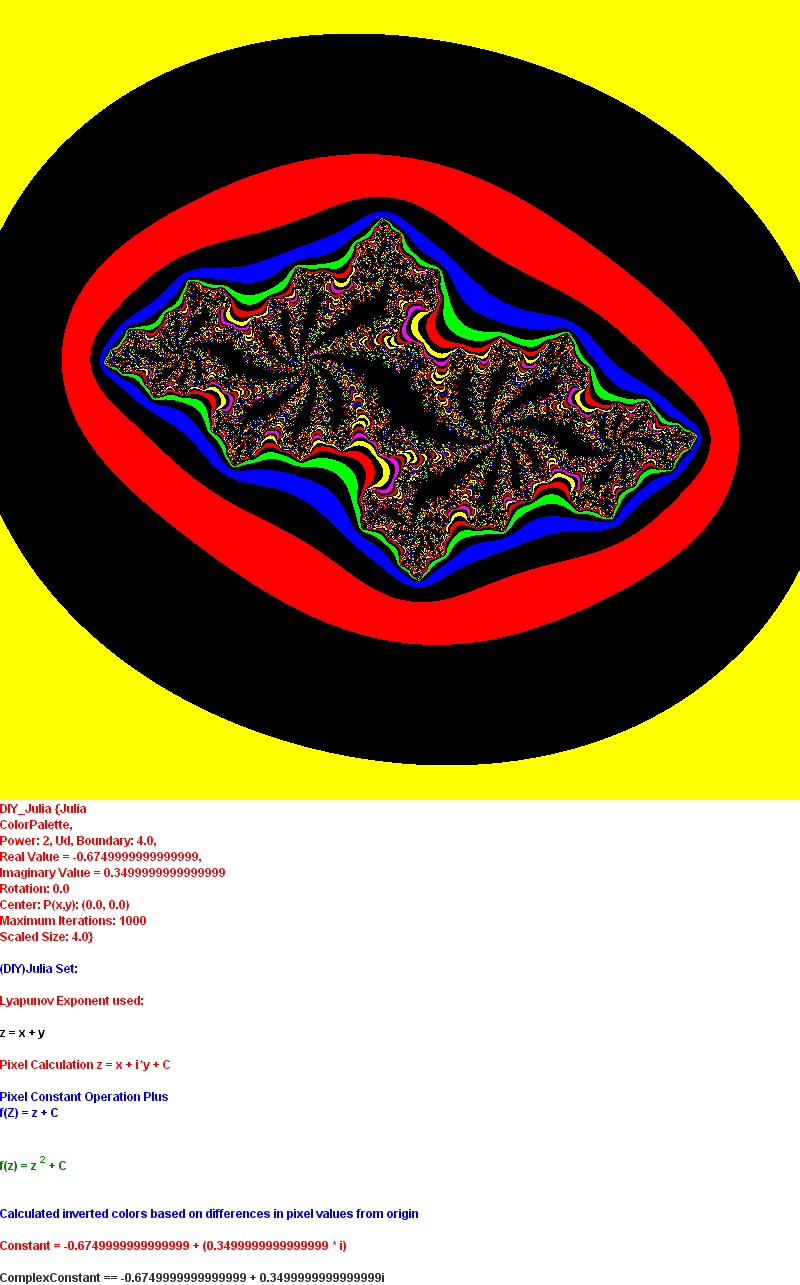 DIY_Julia {Julia
ColorPalette,
Power: 2, Ud, Boundary: 4.0,
Real Value = -0.6749999999999999,
Imaginary Value = 0.3499999999999999
Rotation: 0.0
Center: P(x,y): (0.0, 0.0)
Maximum Iterations: 1000
Scaled Size: 4.0}
(DIY)Julia Set:
Lyapunov Exponent used:
z = x + y
Pixel Calculation z = x + i*y + C
Pixel Constant Operation Plus
f(Z) = z + C
f(z) = z 2 + C
Calculated inverted colors based on differences in pixel values from origin
Constant = -0.6749999999999999 + (0.3499999999999999 * i)
ComplexConstant == -0.6749999999999999 + 0.3499999999999999i